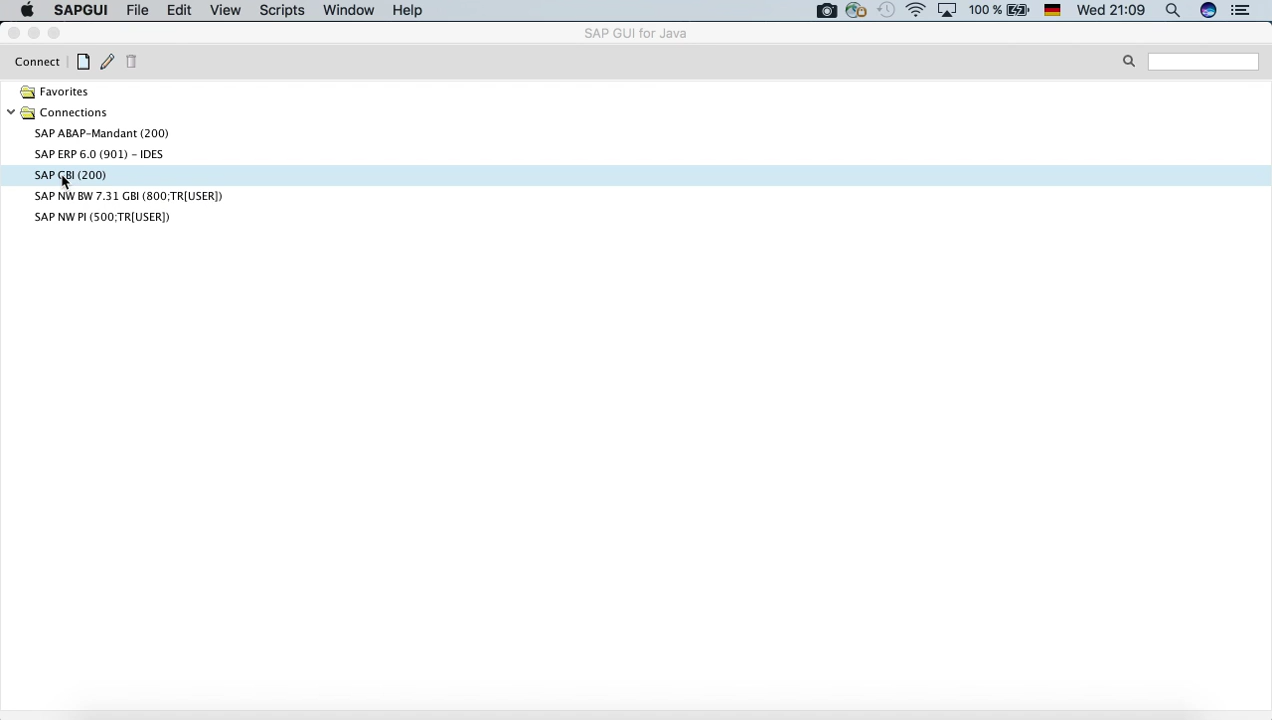 SAPGUI File Edit View Scripts Window Help 100 % Wed 21:09
SAP GUI for Java
Connect
Favorites
Connections
SAP ABAP-Mandant (200)
SAP ERP 6.0 (901) - IDES
SAP GBI (200)
SAP NW BW 7.31 GBI (800;TR[USER])
SAP NW PI (500;TR[USER])